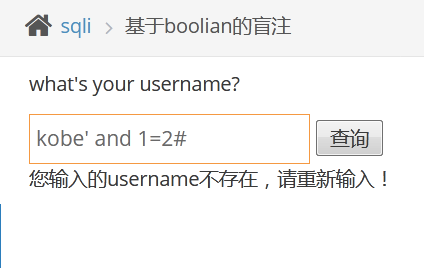 sqli > 基于boolian的盲注
what's your username?
kobe' and 1=2# 查询
您输入的username不存在，请重新输入！